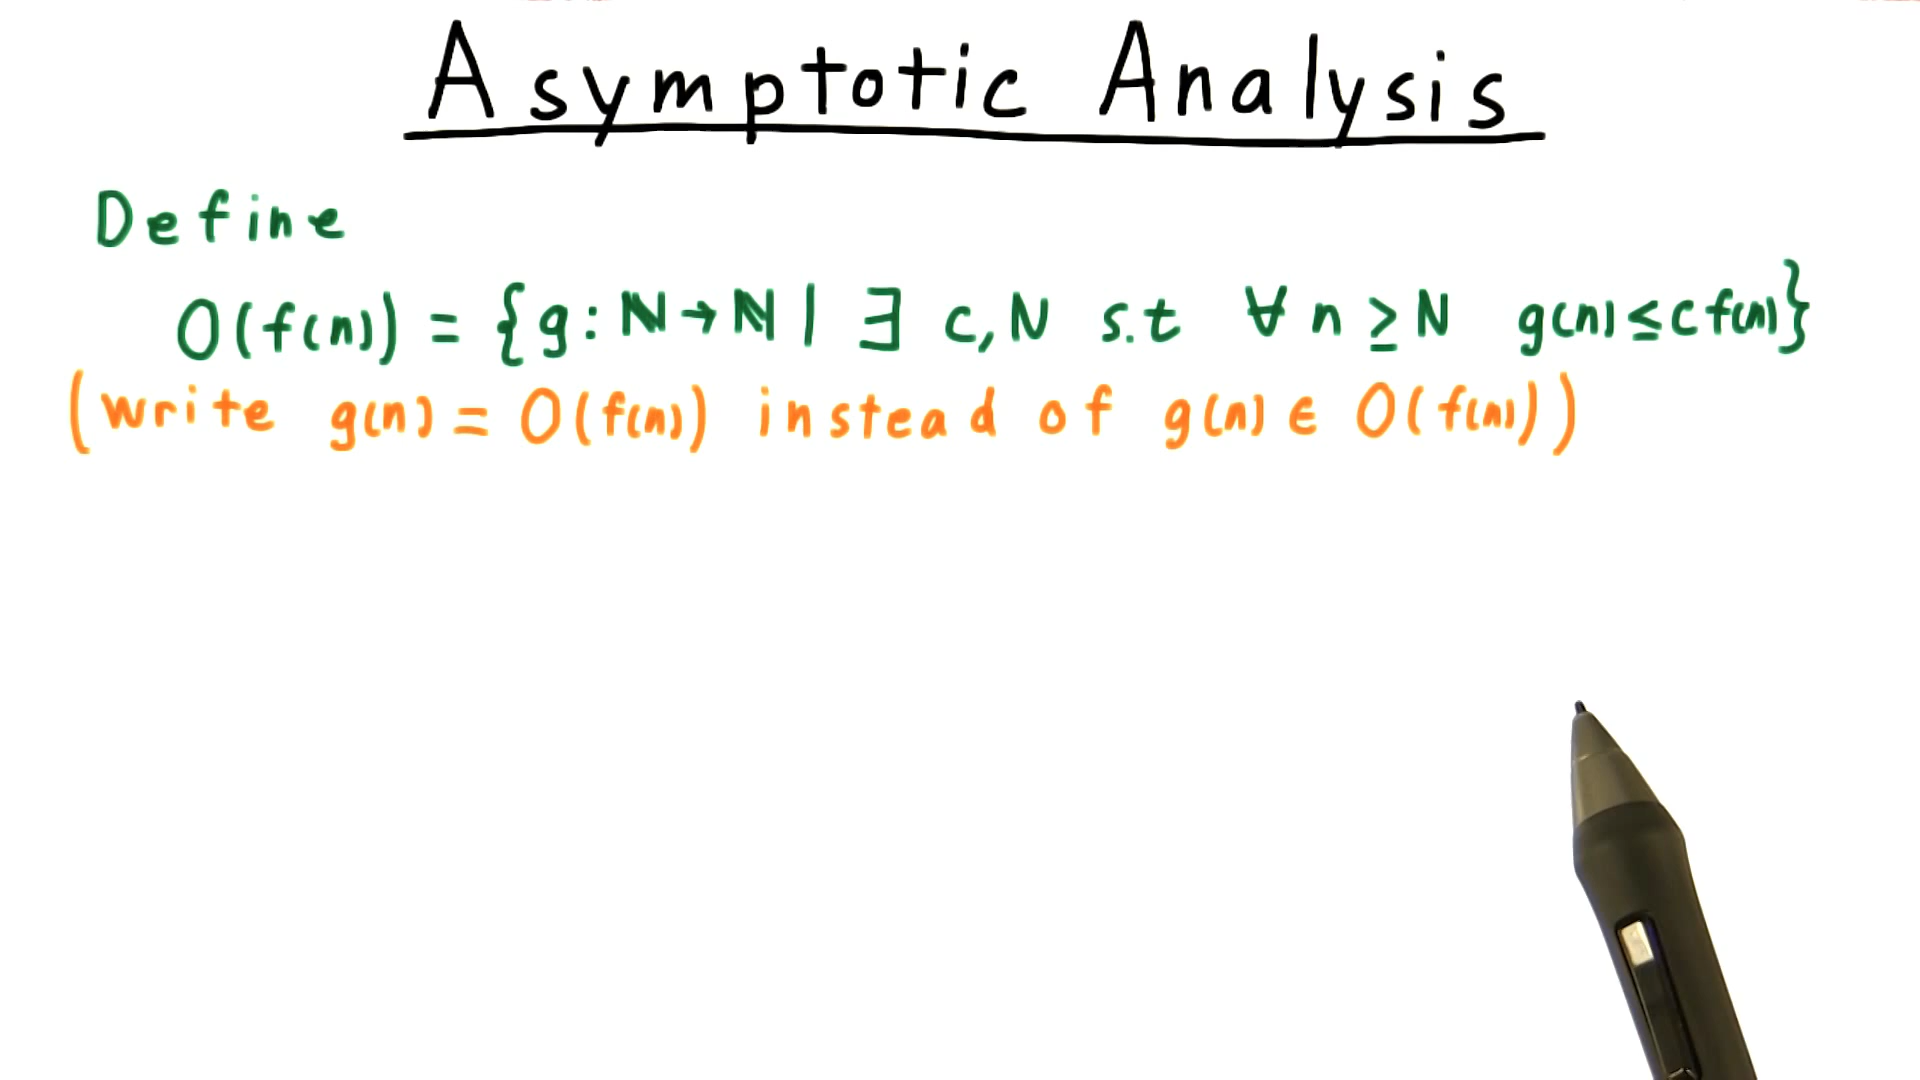 Asymptotic Analysis
Define
O(f(n)) = {g: ℕ→ℕ | ∃ c,N s.t ∀ n ≥ N g(n) ≤ c f(n)}
(write g(n) = O(f(n)) instead of g(n) ∈ O(f(n)))